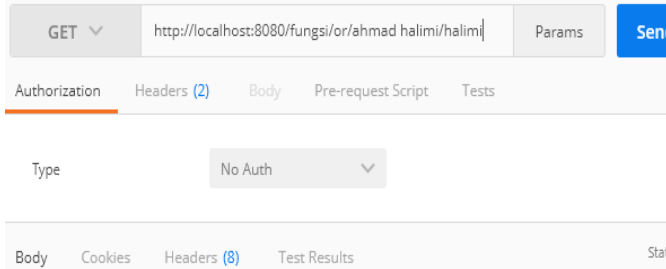 GET http://localhost:8080/fungsi/or/ahmad halimi/halimi Params Send
Authorization Headers (2) Body Pre-request Script Tests
Type No Auth
Body Cookies Headers (8) Test Results